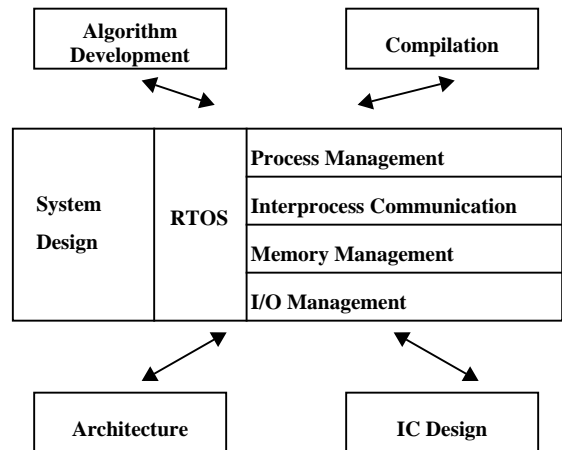 Algorithm
Development
Compilation
System
Design
RTOS
Process Management
Interprocess Communication
Memory Management
I/O Management
Architecture
IC Design